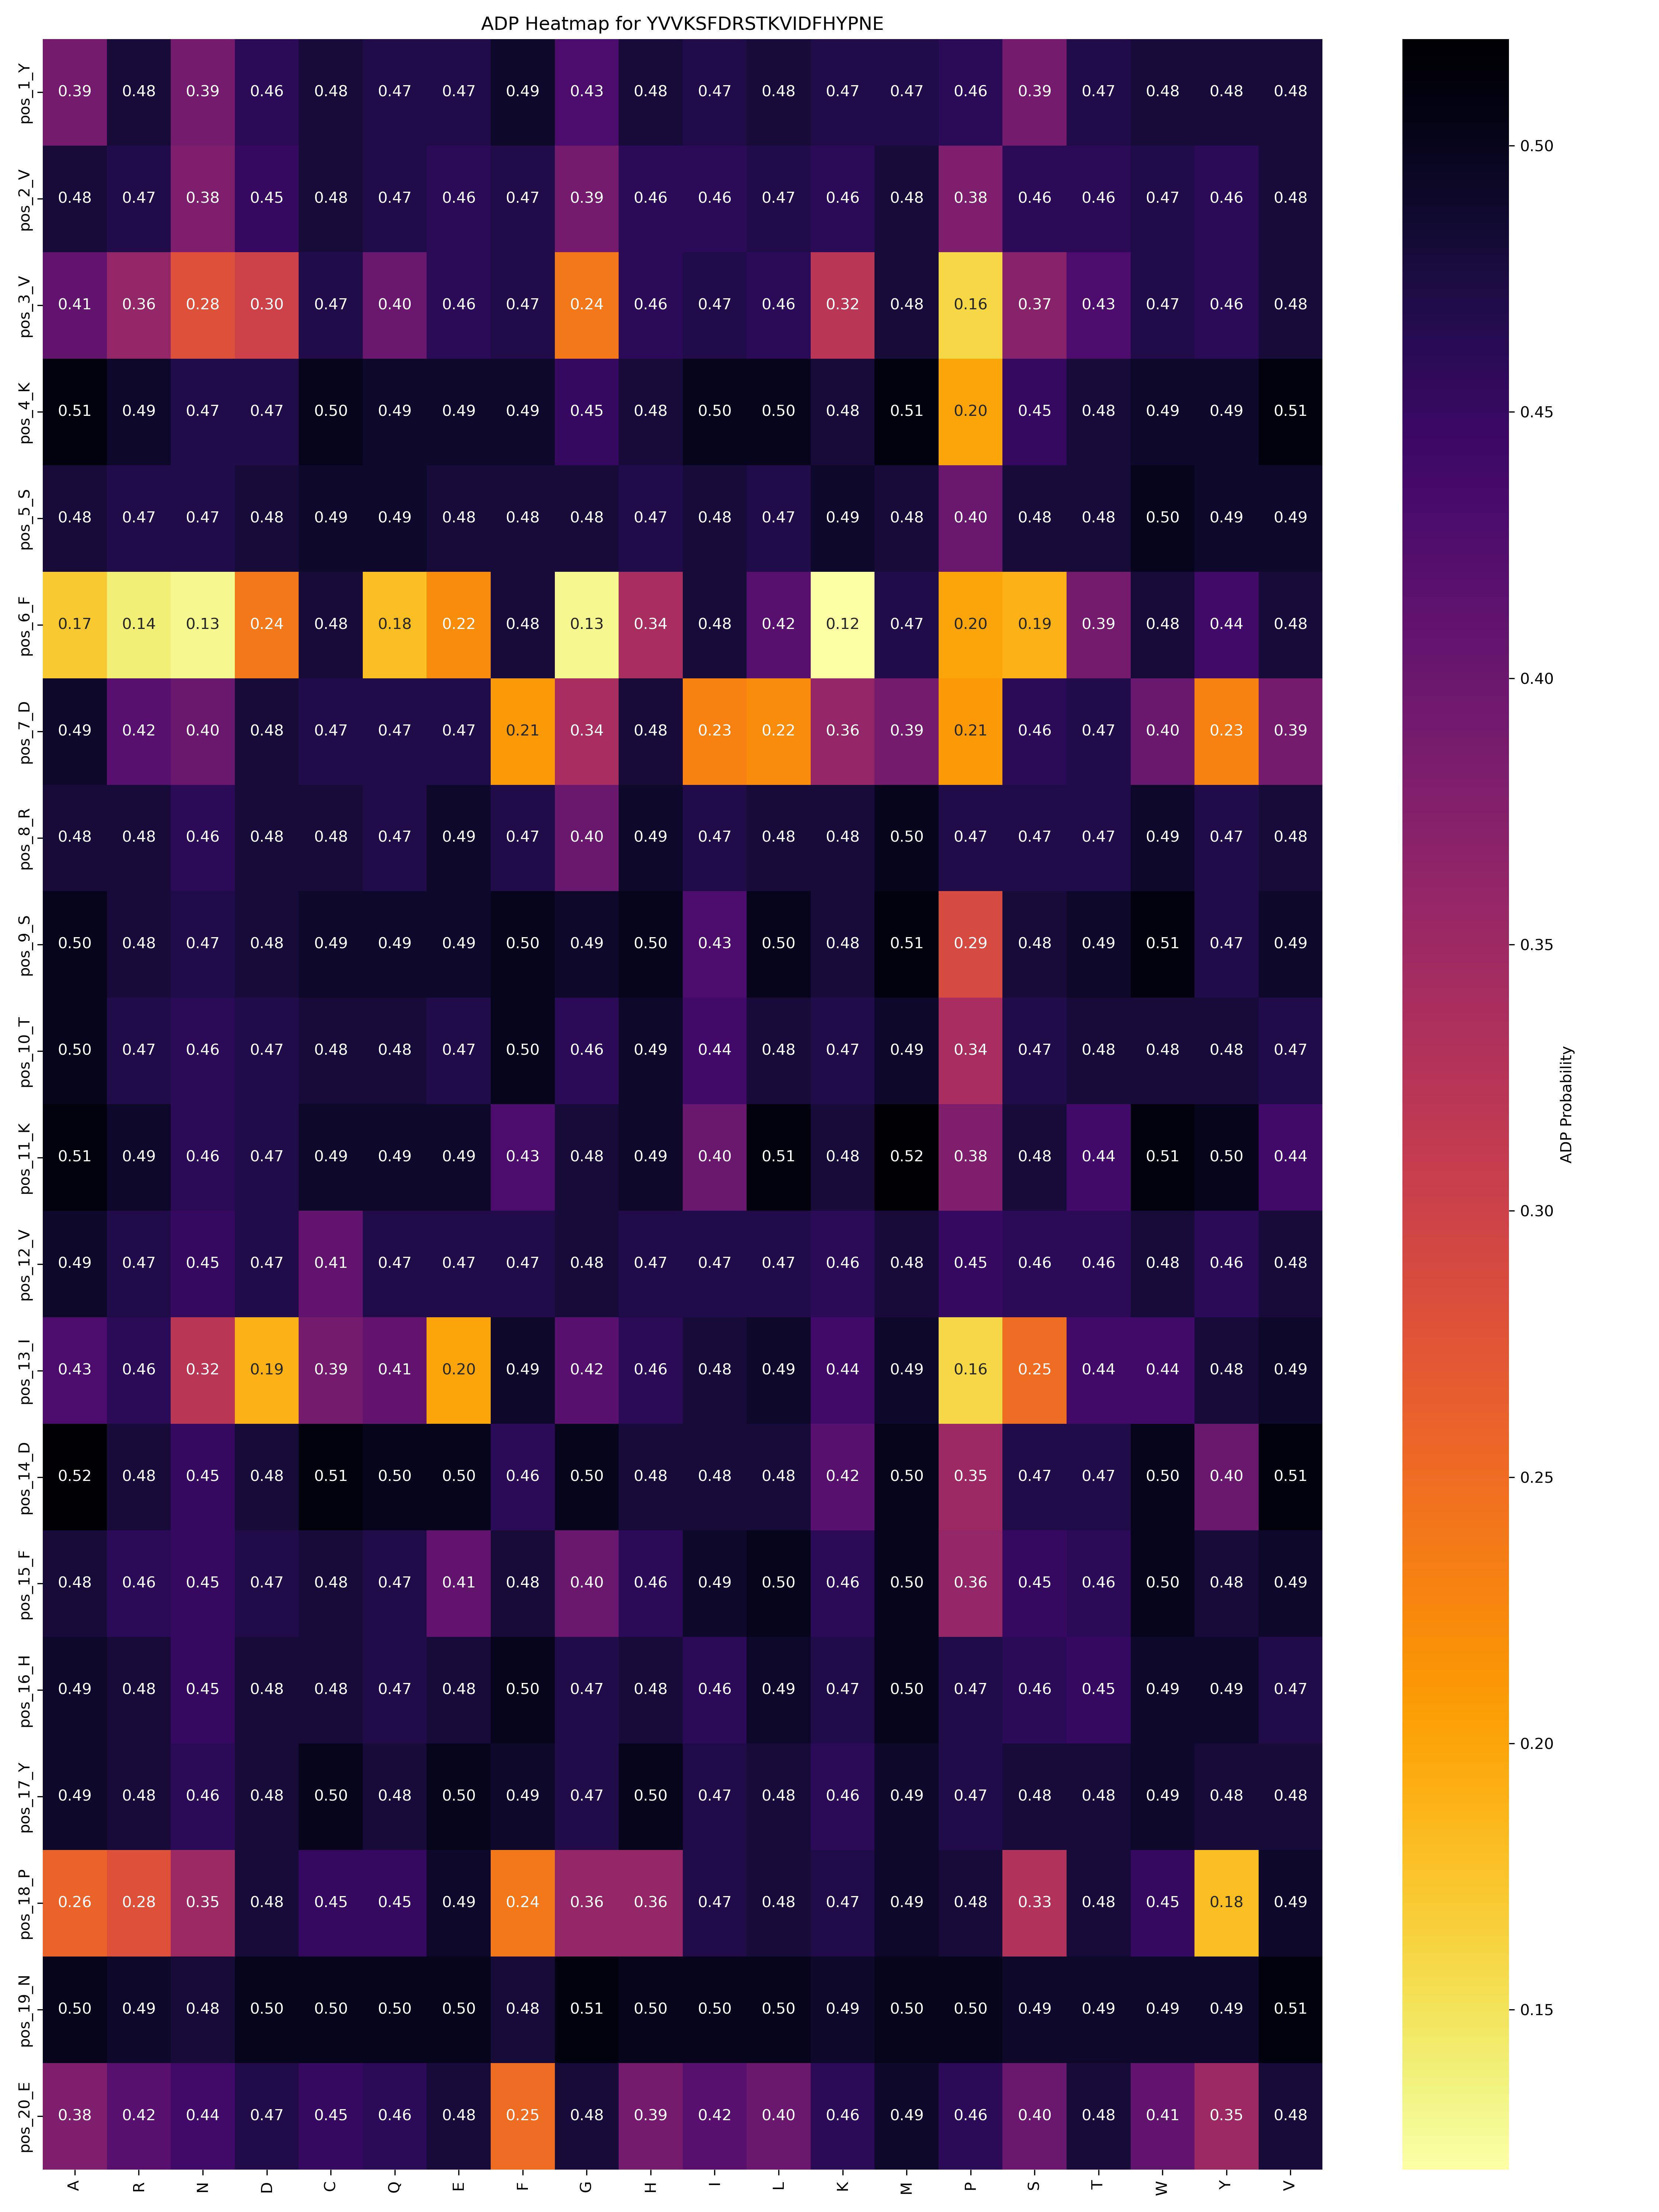 ADP Heatmap for YVVKSFDRSTKVIDFHYPNE
pos_1_Y 0.39 0.48 0.39 0.46 0.48 0.47 0.47 0.49 0.43 0.48 0.47 0.48 0.47 0.47 0.46 0.39 0.47 0.48 0.48 0.48
pos_2_V 0.48 0.47 0.38 0.45 0.48 0.47 0.46 0.47 0.39 0.46 0.46 0.47 0.46 0.48 0.38 0.46 0.46 0.47 0.46 0.48
pos_3_V 0.41 0.36 0.28 0.30 0.47 0.40 0.46 0.47 0.24 0.46 0.47 0.46 0.32 0.48 0.16 0.37 0.43 0.47 0.46 0.48
pos_4_K 0.51 0.49 0.47 0.47 0.50 0.49 0.49 0.49 0.45 0.48 0.50 0.50 0.48 0.51 0.20 0.45 0.48 0.49 0.49 0.51
pos_5_S 0.48 0.47 0.47 0.48 0.49 0.49 0.48 0.48 0.48 0.47 0.48 0.47 0.49 0.48 0.40 0.48 0.48 0.50 0.49 0.49
pos_6_F 0.17 0.14 0.13 0.24 0.48 0.18 0.22 0.48 0.13 0.34 0.48 0.42 0.12 0.47 0.20 0.19 0.39 0.48 0.44 0.48
pos_7_D 0.49 0.42 0.40 0.48 0.47 0.47 0.47 0.21 0.34 0.48 0.23 0.22 0.36 0.39 0.21 0.46 0.47 0.40 0.23 0.39
pos_8_R 0.48 0.48 0.46 0.48 0.48 0.47 0.49 0.47 0.40 0.49 0.47 0.48 0.48 0.50 0.47 0.47 0.47 0.49 0.47 0.48
pos_9_S 0.50 0.48 0.47 0.48 0.49 0.49 0.49 0.50 0.49 0.50 0.43 0.50 0.48 0.51 0.29 0.48 0.49 0.51 0.47 0.49
pos_10_T 0.50 0.47 0.46 0.47 0.48 0.48 0.47 0.50 0.46 0.49 0.44 0.48 0.47 0.49 0.34 0.47 0.48 0.48 0.48 0.47
pos_11_K 0.51 0.49 0.46 0.47 0.49 0.49 0.49 0.43 0.48 0.49 0.40 0.51 0.48 0.52 0.38 0.48 0.44 0.51 0.50 0.44
pos_12_V 0.49 0.47 0.45 0.47 0.41 0.47 0.47 0.47 0.48 0.47 0.47 0.47 0.46 0.48 0.45 0.46 0.46 0.48 0.46 0.48
pos_13_I 0.43 0.46 0.32 0.19 0.39 0.41 0.20 0.49 0.42 0.46 0.48 0.49 0.44 0.49 0.16 0.25 0.44 0.44 0.48 0.49
pos_14_D 0.52 0.48 0.45 0.48 0.51 0.50 0.50 0.46 0.50 0.48 0.48 0.48 0.42 0.50 0.35 0.47 0.47 0.50 0.40 0.51
pos_15_F 0.48 0.46 0.45 0.47 0.48 0.47 0.41 0.48 0.40 0.46 0.49 0.50 0.46 0.50 0.36 0.45 0.46 0.50 0.48 0.49
pos_16_H 0.49 0.48 0.45 0.48 0.48 0.47 0.48 0.50 0.47 0.48 0.46 0.49 0.47 0.50 0.47 0.46 0.45 0.49 0.49 0.47
pos_17_Y 0.49 0.48 0.46 0.48 0.50 0.48 0.50 0.49 0.47 0.50 0.47 0.48 0.46 0.49 0.47 0.48 0.48 0.49 0.48 0.48
pos_18_P 0.26 0.28 0.35 0.48 0.45 0.45 0.49 0.24 0.36 0.36 0.47 0.48 0.47 0.49 0.48 0.33 0.48 0.45 0.18 0.49
pos_19_N 0.50 0.49 0.48 0.50 0.50 0.50 0.50 0.48 0.51 0.50 0.50 0.50 0.49 0.50 0.50 0.49 0.49 0.49 0.49 0.51
pos_20_E 0.38 0.42 0.44 0.47 0.45 0.46 0.48 0.25 0.48 0.39 0.42 0.40 0.46 0.49 0.46 0.40 0.48 0.41 0.35 0.48
A R N D C Q E F G H I L K M P S T W Y V
0.50
0.45
0.40
0.35
0.30
0.25
0.20
0.15
ADP Probability